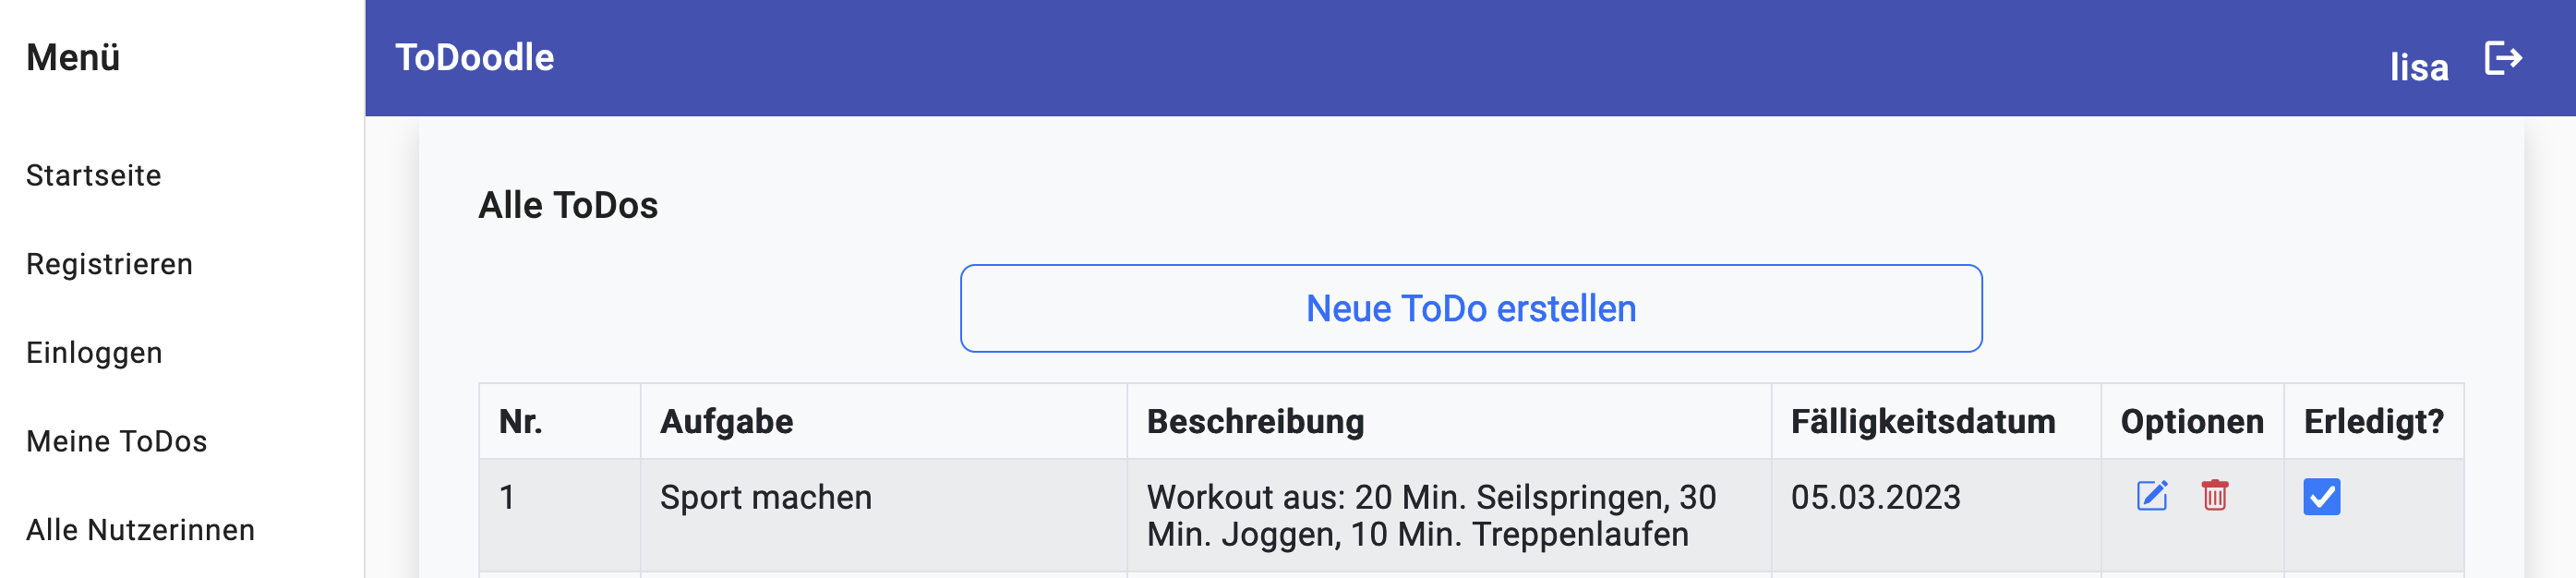 Menü
Startseite
Registrieren
Einloggen
Meine ToDos
Alle Nutzerinnen
ToDoodle
lisa
Alle ToDos
Neue ToDo erstellen
Nr. Aufgabe Beschreibung Fälligkeitsdatum Optionen Erledigt?
1 Sport machen Workout aus: 20 Min. Seilspringen, 30 05.03.2023
Min. Joggen, 10 Min. Treppenlaufen